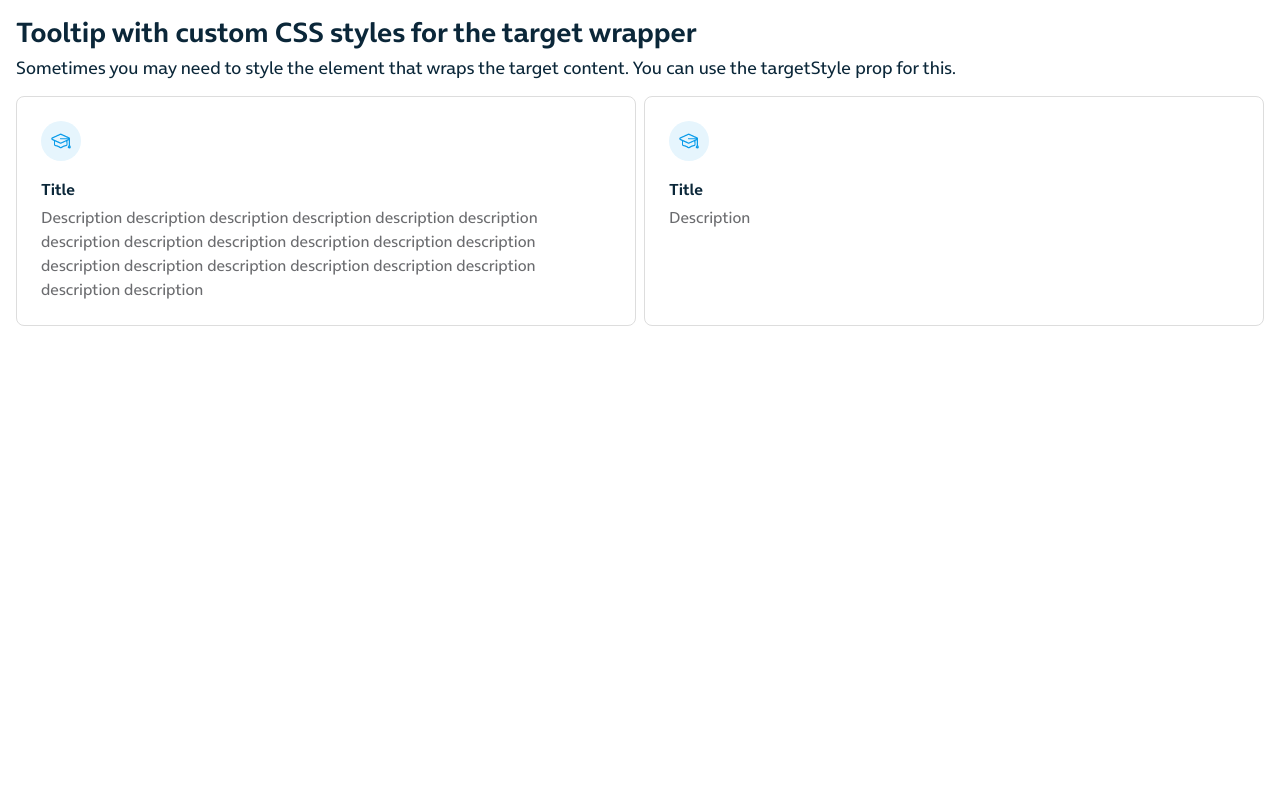 Tooltip with custom CSS styles for the target wrapper
Sometimes you may need to style the element that wraps the target content. You can use the targetStyle prop for this.
Title
Description description description description description description
description description description description description description
description description description description description description
description description
Title
Description